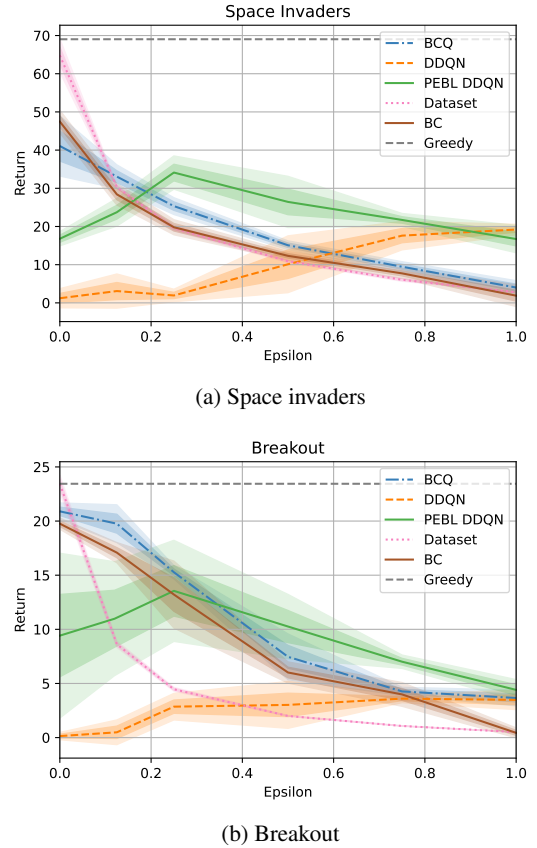 Space Invaders
70
60
50
40
30
20
10
0
Return
BCQ
DDQN
PEBL DDQN
Dataset
BC
Greedy
0.0 0.2 0.4 0.6 0.8 1.0
Epsilon
(a) Space invaders
Breakout
25
20
15
10
5
0
Return
BCQ
DDQN
PEBL DDQN
Dataset
BC
Greedy
0.0 0.2 0.4 0.6 0.8 1.0
Epsilon
(b) Breakout